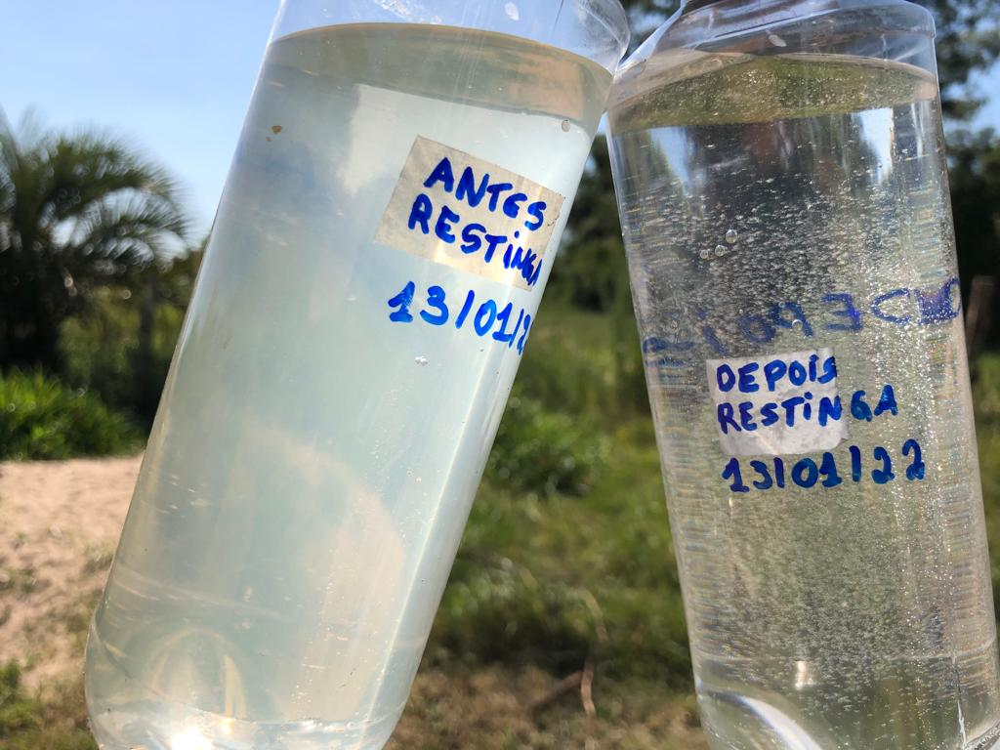 ANTES
RESTINGA
13/01/2
DEPOIS
RESTINGA
13/01/22